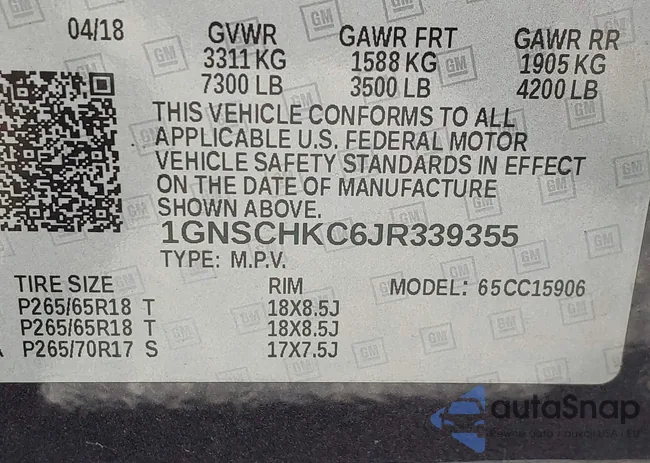 04/18 GVWR GAWR FRT GAWR RR
3311 KG 1588 KG 1905 KG
7300 LB 3500 LB 4200 LB
THIS VEHICLE CONFORMS TO ALL
APPLICABLE U.S. FEDERAL MOTOR
VEHICLE SAFETY STANDARDS IN EFFECT
ON THE DATE OF MANUFACTURE
SHOWN ABOVE.
1GNSCHKC6JR339355
TYPE: M.P.V.
TIRE SIZE RIM MODEL: 65CC15906
P265/65R18 T 18X8.5J
P265/65R18 T 18X8.5J
P265/70R17 S 17X7.5J
GM
autaSnap